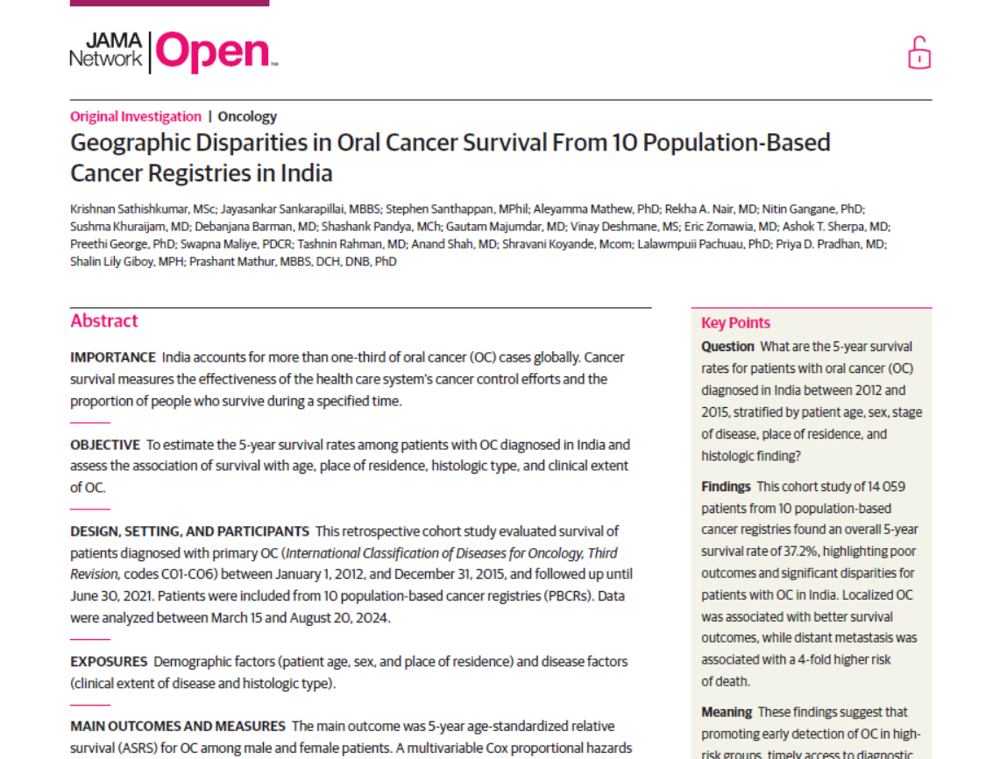 JAMA
Network | Open™
Original Investigation | Oncology
Geographic Disparities in Oral Cancer Survival From 10 Population-Based
Cancer Registries in India
Krishnan Sathishkumar, MSc; Jayasankar Sankarapillai, MBBS; Stephen Santhappan, MPhil; Aleyamma Mathew, PhD; Rekha A. Nair, MD; Nitin Gangane, PhD;
Sushma Khuraijam, MD; Debanjana Barman, MD; Shashank Pandya, MCh; Gautam Majumdar, MD; Vinay Deshmane, MS; Eric Zomawia, MD; Ashok T. Sherpa, MD;
Preethi George, PhD; Swapna Maliye, PDCR; Tashnin Rahman, MD; Anand Shah, MD; Shravani Koyande, Mcom; Lalawmpuii Pachuau, PhD; Priya D. Pradhan, MD;
Shalin Lily Giboy, MPH; Prashant Mathur, MBBS, DCH, DNB, PhD
Abstract
IMPORTANCE India accounts for more than one-third of oral cancer (OC) cases globally. Cancer
survival measures the effectiveness of the health care system's cancer control efforts and the
proportion of people who survive during a specified time.
OBJECTIVE To estimate the 5-year survival rates among patients with OC diagnosed in India and
assess the association of survival with age, place of residence, histologic type, and clinical extent
of OC.
DESIGN, SETTING, AND PARTICIPANTS This retrospective cohort study evaluated survival of
patients diagnosed with primary OC (International Classification of Diseases for Oncology, Third
Revision, codes C01-C06) between January 1, 2012, and December 31, 2015, and followed up until
June 30, 2021. Patients were included from 10 population-based cancer registries (PBCRs). Data
were analyzed between March 15 and August 20, 2024.
EXPOSURES Demographic factors (patient age, sex, and place of residence) and disease factors
(clinical extent of disease and histologic type).
MAIN OUTCOMES AND MEASURES The main outcome was 5-year age-standardized relative
survival (ASRS) for OC among male and female patients. A multivariable Cox proportional hazards
Key Points
Question What are the 5-year survival
rates for patients with oral cancer (OC)
diagnosed in India between 2012 and
2015, stratified by patient age, sex, stage
of disease, place of residence, and
histologic finding?
Findings This cohort study of 14 059
patients from 10 population-based
cancer registries found an overall 5-year
survival rate of 37.2%, highlighting poor
outcomes and significant disparities for
patients with OC in India. Localized OC
was associated with better survival
outcomes, while distant metastasis was
associated with a 4-fold higher risk
of death.
Meaning These findings suggest that
promoting early detection of OC in high-
risk groups, timely access to diagnostic